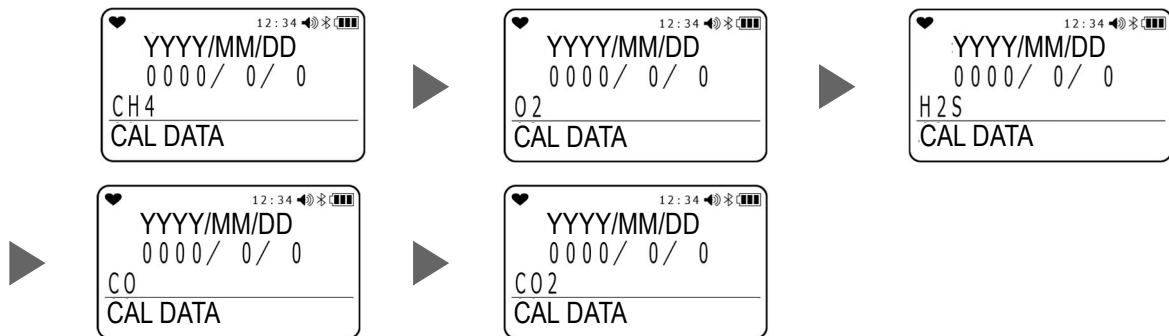 12:34
YYYY/MM/DD
0000/ 0/ 0
CH4
CAL DATA
12:34
YYYY/MM/DD
0000/ 0/ 0
O2
CAL DATA
12:34
YYYY/MM/DD
0000/ 0/ 0
H2S
CAL DATA
12:34
YYYY/MM/DD
0000/ 0/ 0
CO
CAL DATA
12:34
YYYY/MM/DD
0000/ 0/ 0
CO2
CAL DATA